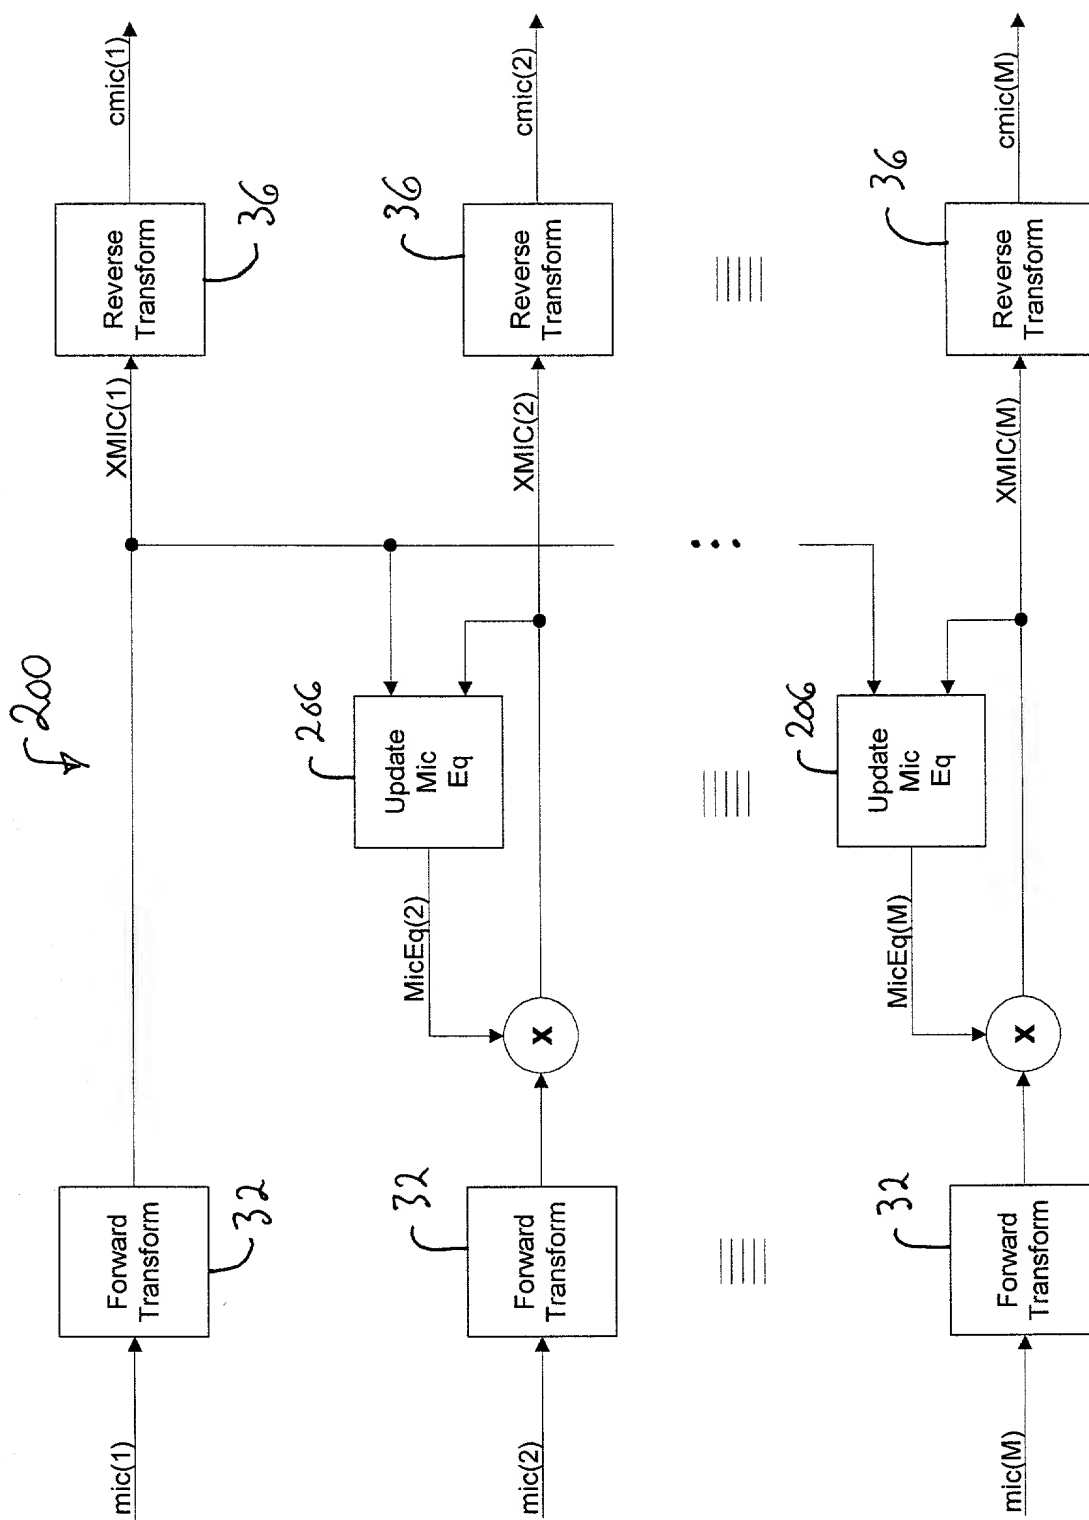 200
mic(1)
Forward
Transform
32
XMIC(1)
Reverse
Transform
36
cmic(1)
mic(2)
Forward
Transform
32
X
MicEq(2)
Update
Mic
Eq
206
XMIC(2)
Reverse
Transform
36
cmic(2)
mic(M)
Forward
Transform
32
X
MicEq(M)
Update
Mic
Eq
206
XMIC(M)
Reverse
Transform
36
cmic(M)